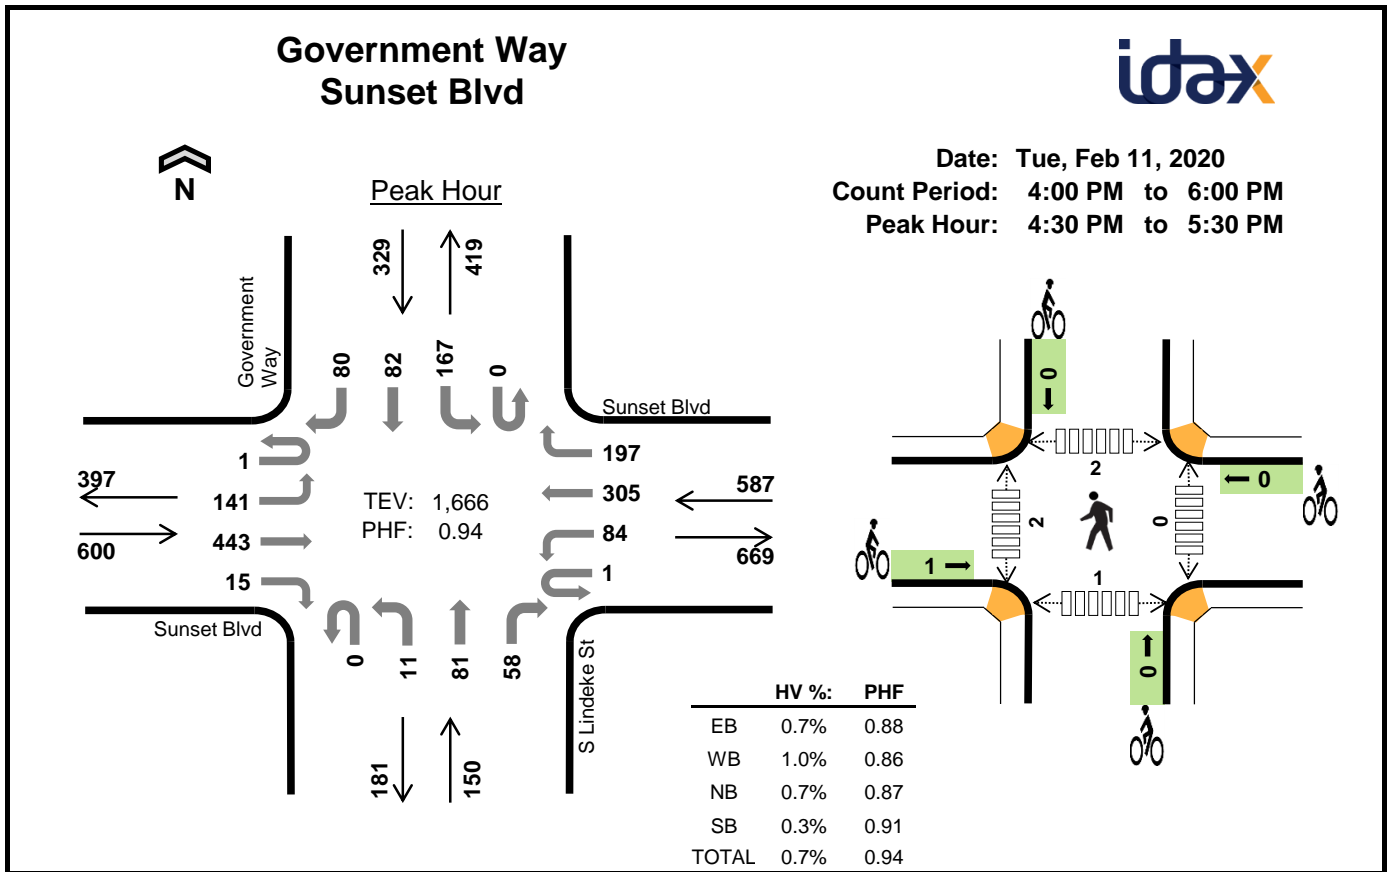 Government Way
Sunset Blvd
idax
N
Peak Hour
Date: Tue, Feb 11, 2020
Count Period: 4:00 PM to 6:00 PM
Peak Hour: 4:30 PM to 5:30 PM
329
419
Government
Way
80
82
167
0
Sunset Blvd
1
141
443
15
397
600
TEV: 1,666
PHF: 0.94
197
305
84
1
587
669
Sunset Blvd
0
11
81
58
S Lindeke St
181
150
0
2
0
2
0
1
1
0
HV %: PHF
EB 0.7% 0.88
WB 1.0% 0.86
NB 0.7% 0.87
SB 0.3% 0.91
TOTAL 0.7% 0.94